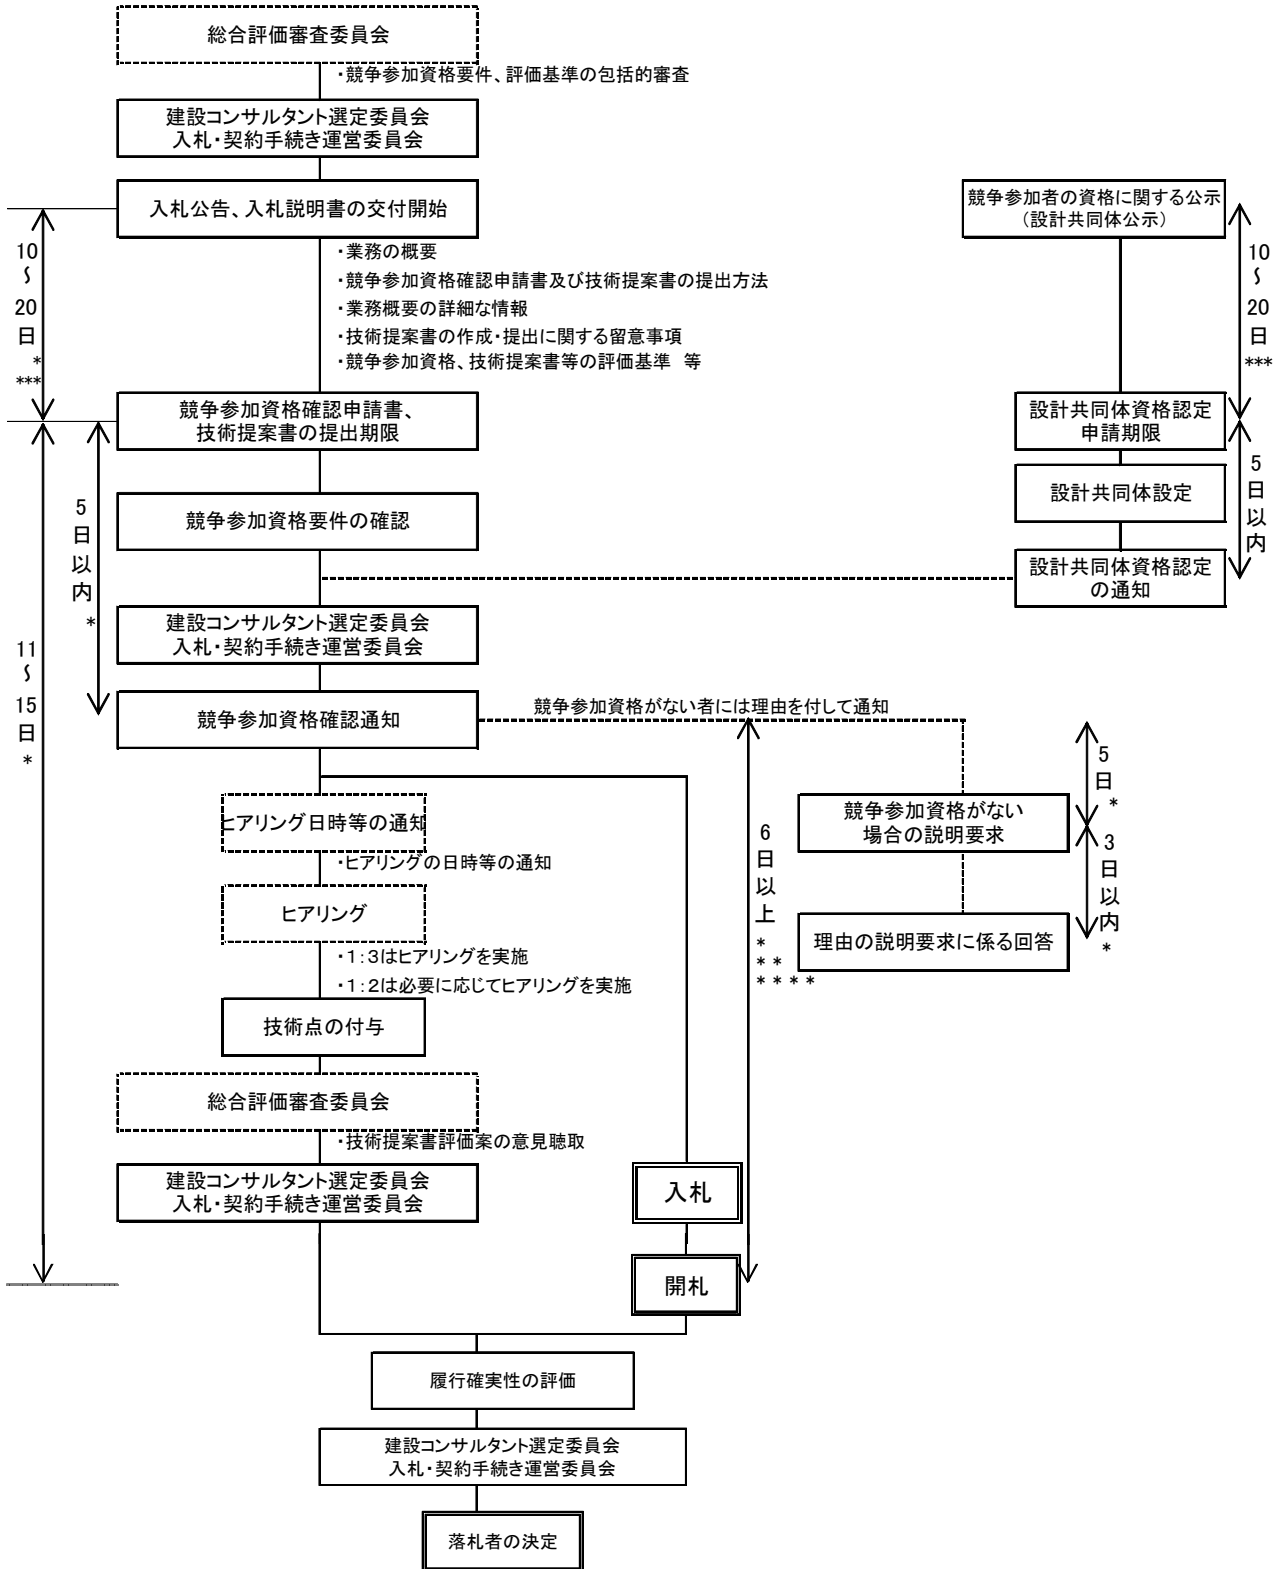 総合評価審査委員会
・競争参加資格要件、評価基準の包括的審査
建設コンサルタント選定委員会
入札・契約手続き運営委員会
入札公告、入札説明書の交付開始
競争参加者の資格に関する公示
（設計共同体公示）
・業務の概要
・競争参加資格確認申請書及び技術提案書の提出方法
・業務概要の詳細な情報
・技術提案書の作成・提出に関する留意事項
・競争参加資格、技術提案書等の評価基準　等
10～20日
*
***
10～20日
***
競争参加資格確認申請書、
技術提案書の提出期限
設計共同体資格認定
申請期限
設計共同体設定
5日以内
競争参加資格要件の確認
5日以内
*
設計共同体資格認定
の通知
建設コンサルタント選定委員会
入札・契約手続き運営委員会
11～15日
*
競争参加資格確認通知
競争参加資格がない者には理由を付して通知
5日
*
ヒアリング日時等の通知
競争参加資格がない
場合の説明要求
・ヒアリングの日時等の通知
6日以上
*
**
****
3日以内
*
ヒアリング
理由の説明要求に係る回答
・1：3はヒアリングを実施
・1：2は必要に応じてヒアリングを実施
技術点の付与
総合評価審査委員会
・技術提案書評価案の意見聴取
建設コンサルタント選定委員会
入札・契約手続き運営委員会
入札
開札
履行確実性の評価
建設コンサルタント選定委員会
入札・契約手続き運営委員会
落札者の決定